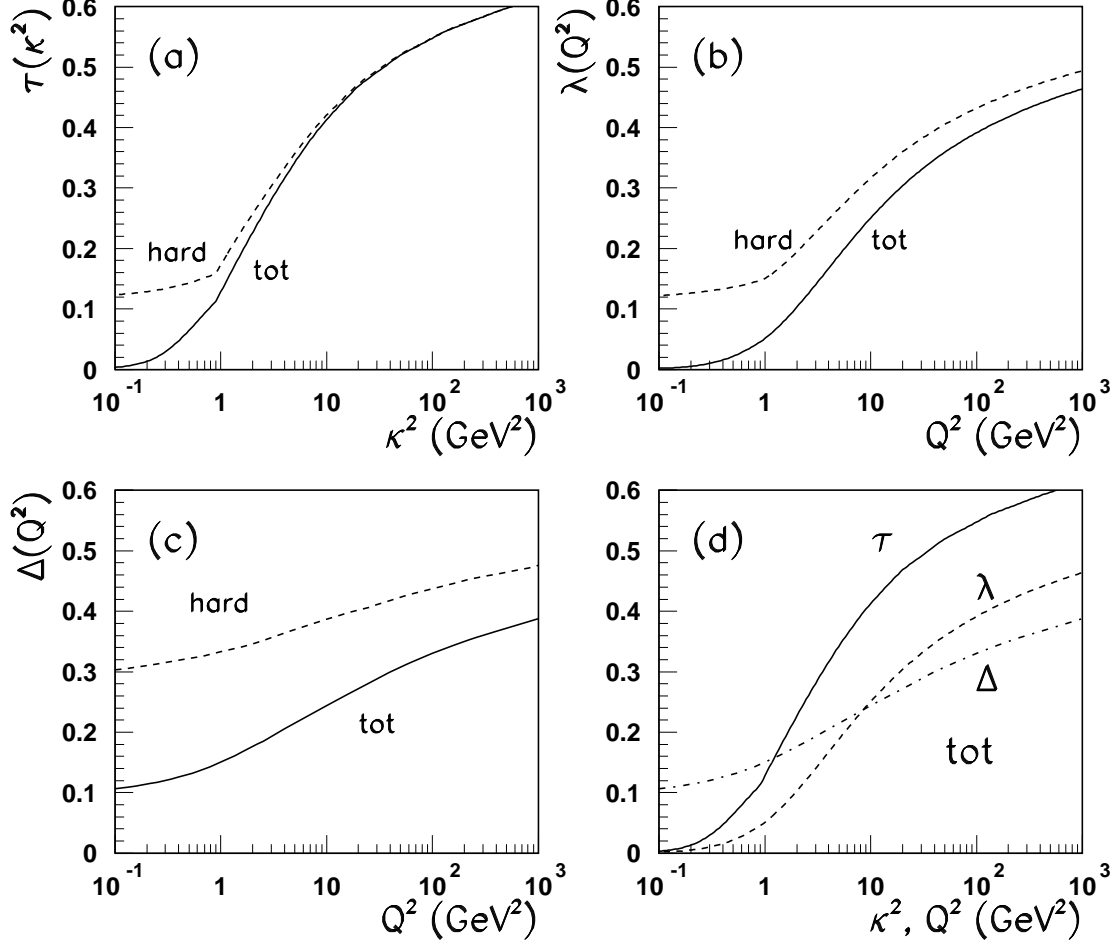 τ(κ²)
0.6
0.5
0.4
0.3
0.2
0.1
0
(a)
hard
tot
10⁻¹ 1 10 10² 10³
κ² (GeV²)
λ(Q²)
0.6
0.5
0.4
0.3
0.2
0.1
0
(b)
hard
tot
10⁻¹ 1 10 10² 10³
Q² (GeV²)
Δ(Q²)
0.6
0.5
0.4
0.3
0.2
0.1
0
(c)
hard
tot
10⁻¹ 1 10 10² 10³
Q² (GeV²)
0.6
0.5
0.4
0.3
0.2
0.1
0
(d)
τ
λ
Δ
tot
10⁻¹ 1 10 10² 10³
κ², Q² (GeV²)